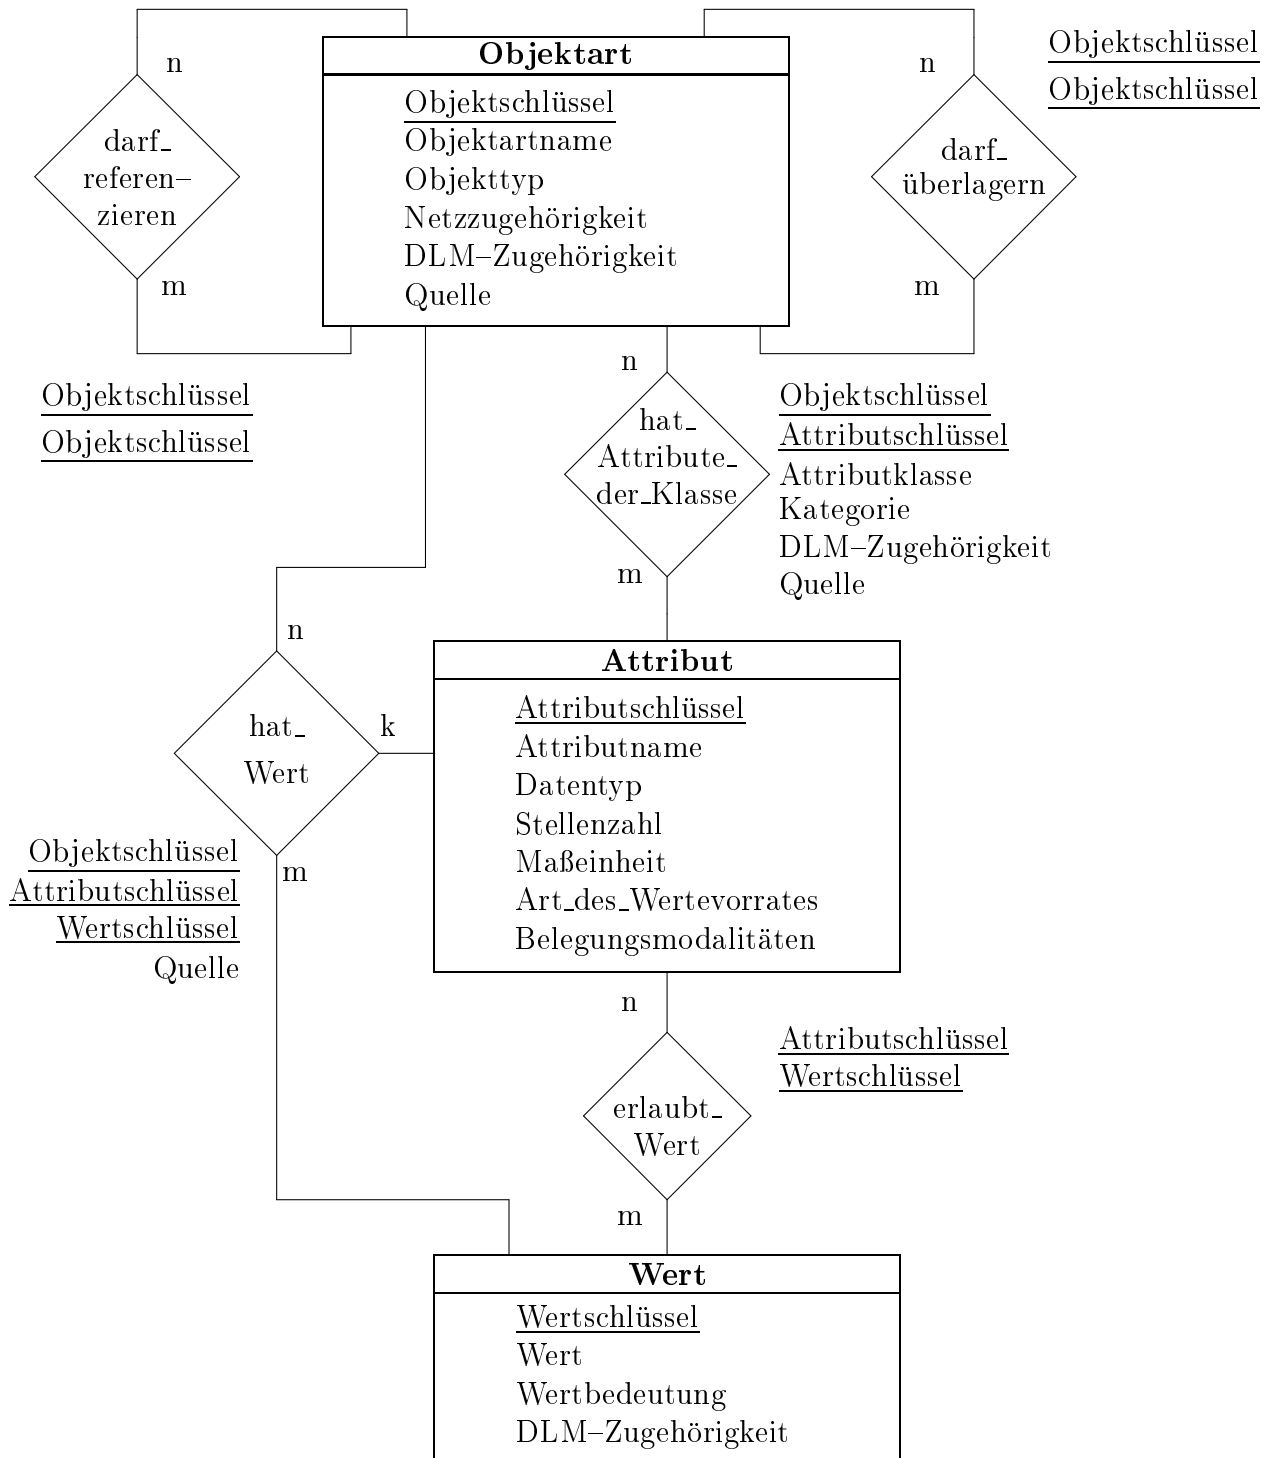 Objektart
n
n
Objektschlüssel
Objektschlüssel
Objektschlüssel
Objektartname
Objekttyp
Netzzugehörigkeit
DLM–Zugehörigkeit
Quelle
darf_
referen–
zieren
darf_
überlagern
m
m
Objektschlüssel
Objektschlüssel
n
hat_
Attribute_
der_Klasse
m
Objektschlüssel
Attributschlüssel
Attributklasse
Kategorie
DLM–Zugehörigkeit
Quelle
n
hat_
Wert
k
m
Objektschlüssel
Attributschlüssel
Wertschlüssel
Quelle
Attribut
Attributschlüssel
Attributname
Datentyp
Stellenzahl
Maßeinheit
Art_des_Wertevorrates
Belegungsmodalitäten
n
erlaubt_
Wert
m
Attributschlüssel
Wertschlüssel
Wert
Wertschlüssel
Wert
Wertbedeutung
DLM–Zugehörigkeit